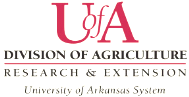 UofA
DIVISION OF AGRICULTURE
RESEARCH & EXTENSION
University of Arkansas System